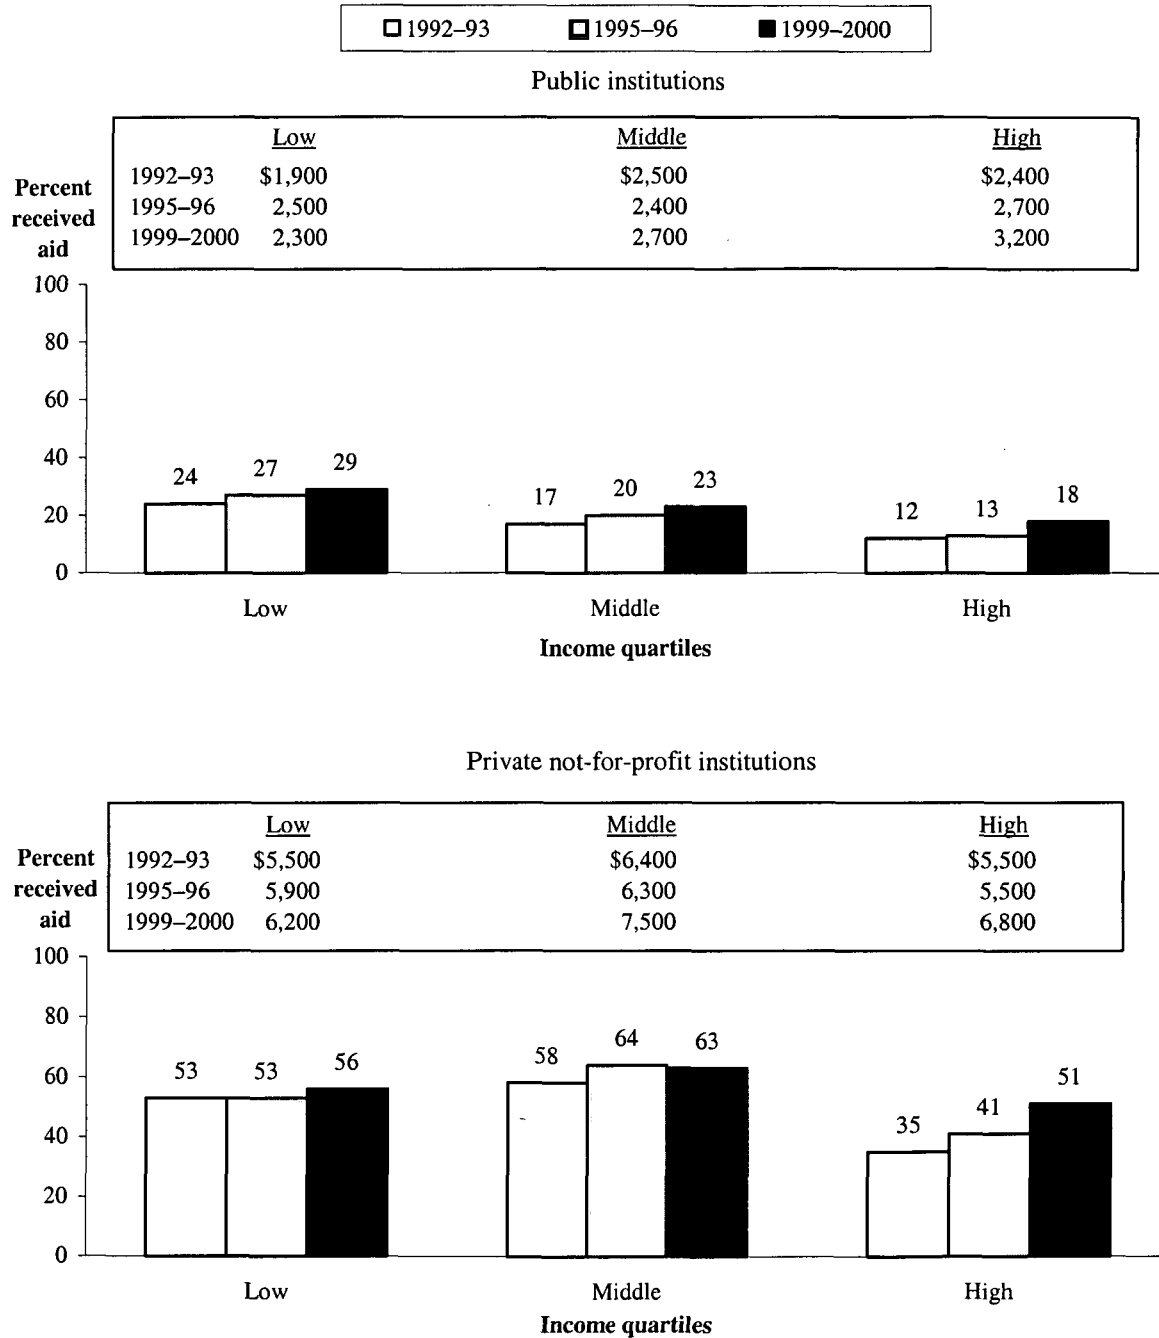 1992–93 1995–96 1999–2000
Public institutions
Low Middle High
1992–93 $1,900 $2,500 $2,400
1995–96 2,500 2,400 2,700
1999–2000 2,300 2,700 3,200
Percent
received
aid
100
80
60
40
20
0
24 27 29 17 20 23 12 13 18
Low Middle High
Income quartiles
Private not-for-profit institutions
Low Middle High
1992–93 $5,500 $6,400 $5,500
1995–96 5,900 6,300 5,500
1999–2000 6,200 7,500 6,800
Percent
received
aid
100
80
60
40
20
0
53 53 56 58 64 63 35 41 51
Low Middle High
Income quartiles